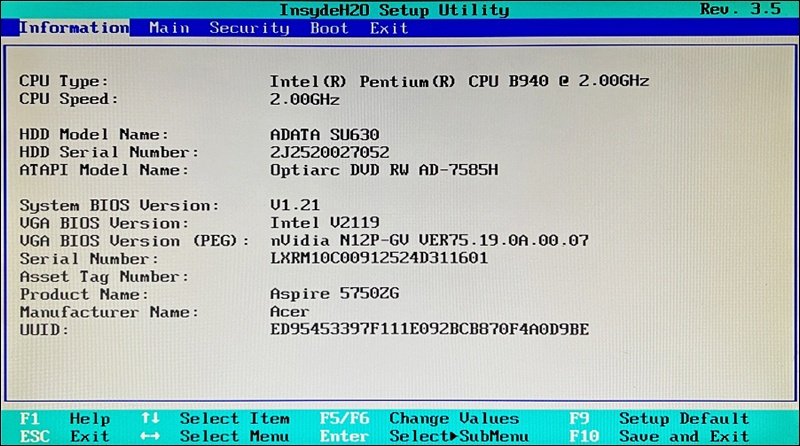 InsydeH20 Setup Utility Rev. 3.5
Information Main Security Boot Exit
CPU Type: Intel(R) Pentium(R) CPU B940 @ 2.00GHz
CPU Speed: 2.00GHz
HDD Model Name: ADATA SU630
HDD Serial Number: 2J2520027052
ATAPI Model Name: Optiarc DVD RW AD-7585H
System BIOS Version: V1.21
VGA BIOS Version: Intel V2119
VGA BIOS Version (PEG): nVidia N12P-GV VER75.19.0A.00.07
Serial Number: LXRM10C00912524D311601
Asset Tag Number:
Product Name: Aspire 5750ZG
Manufacturer Name: Acer
UUID: ED95453397F111E092BCB870F4A0D9BE
F1 Help ↑↓ Select Item F5/F6 Change Values F9 Setup Default
ESC Exit ↔ Select Menu Enter Select▶SubMenu F10 Save and Exit